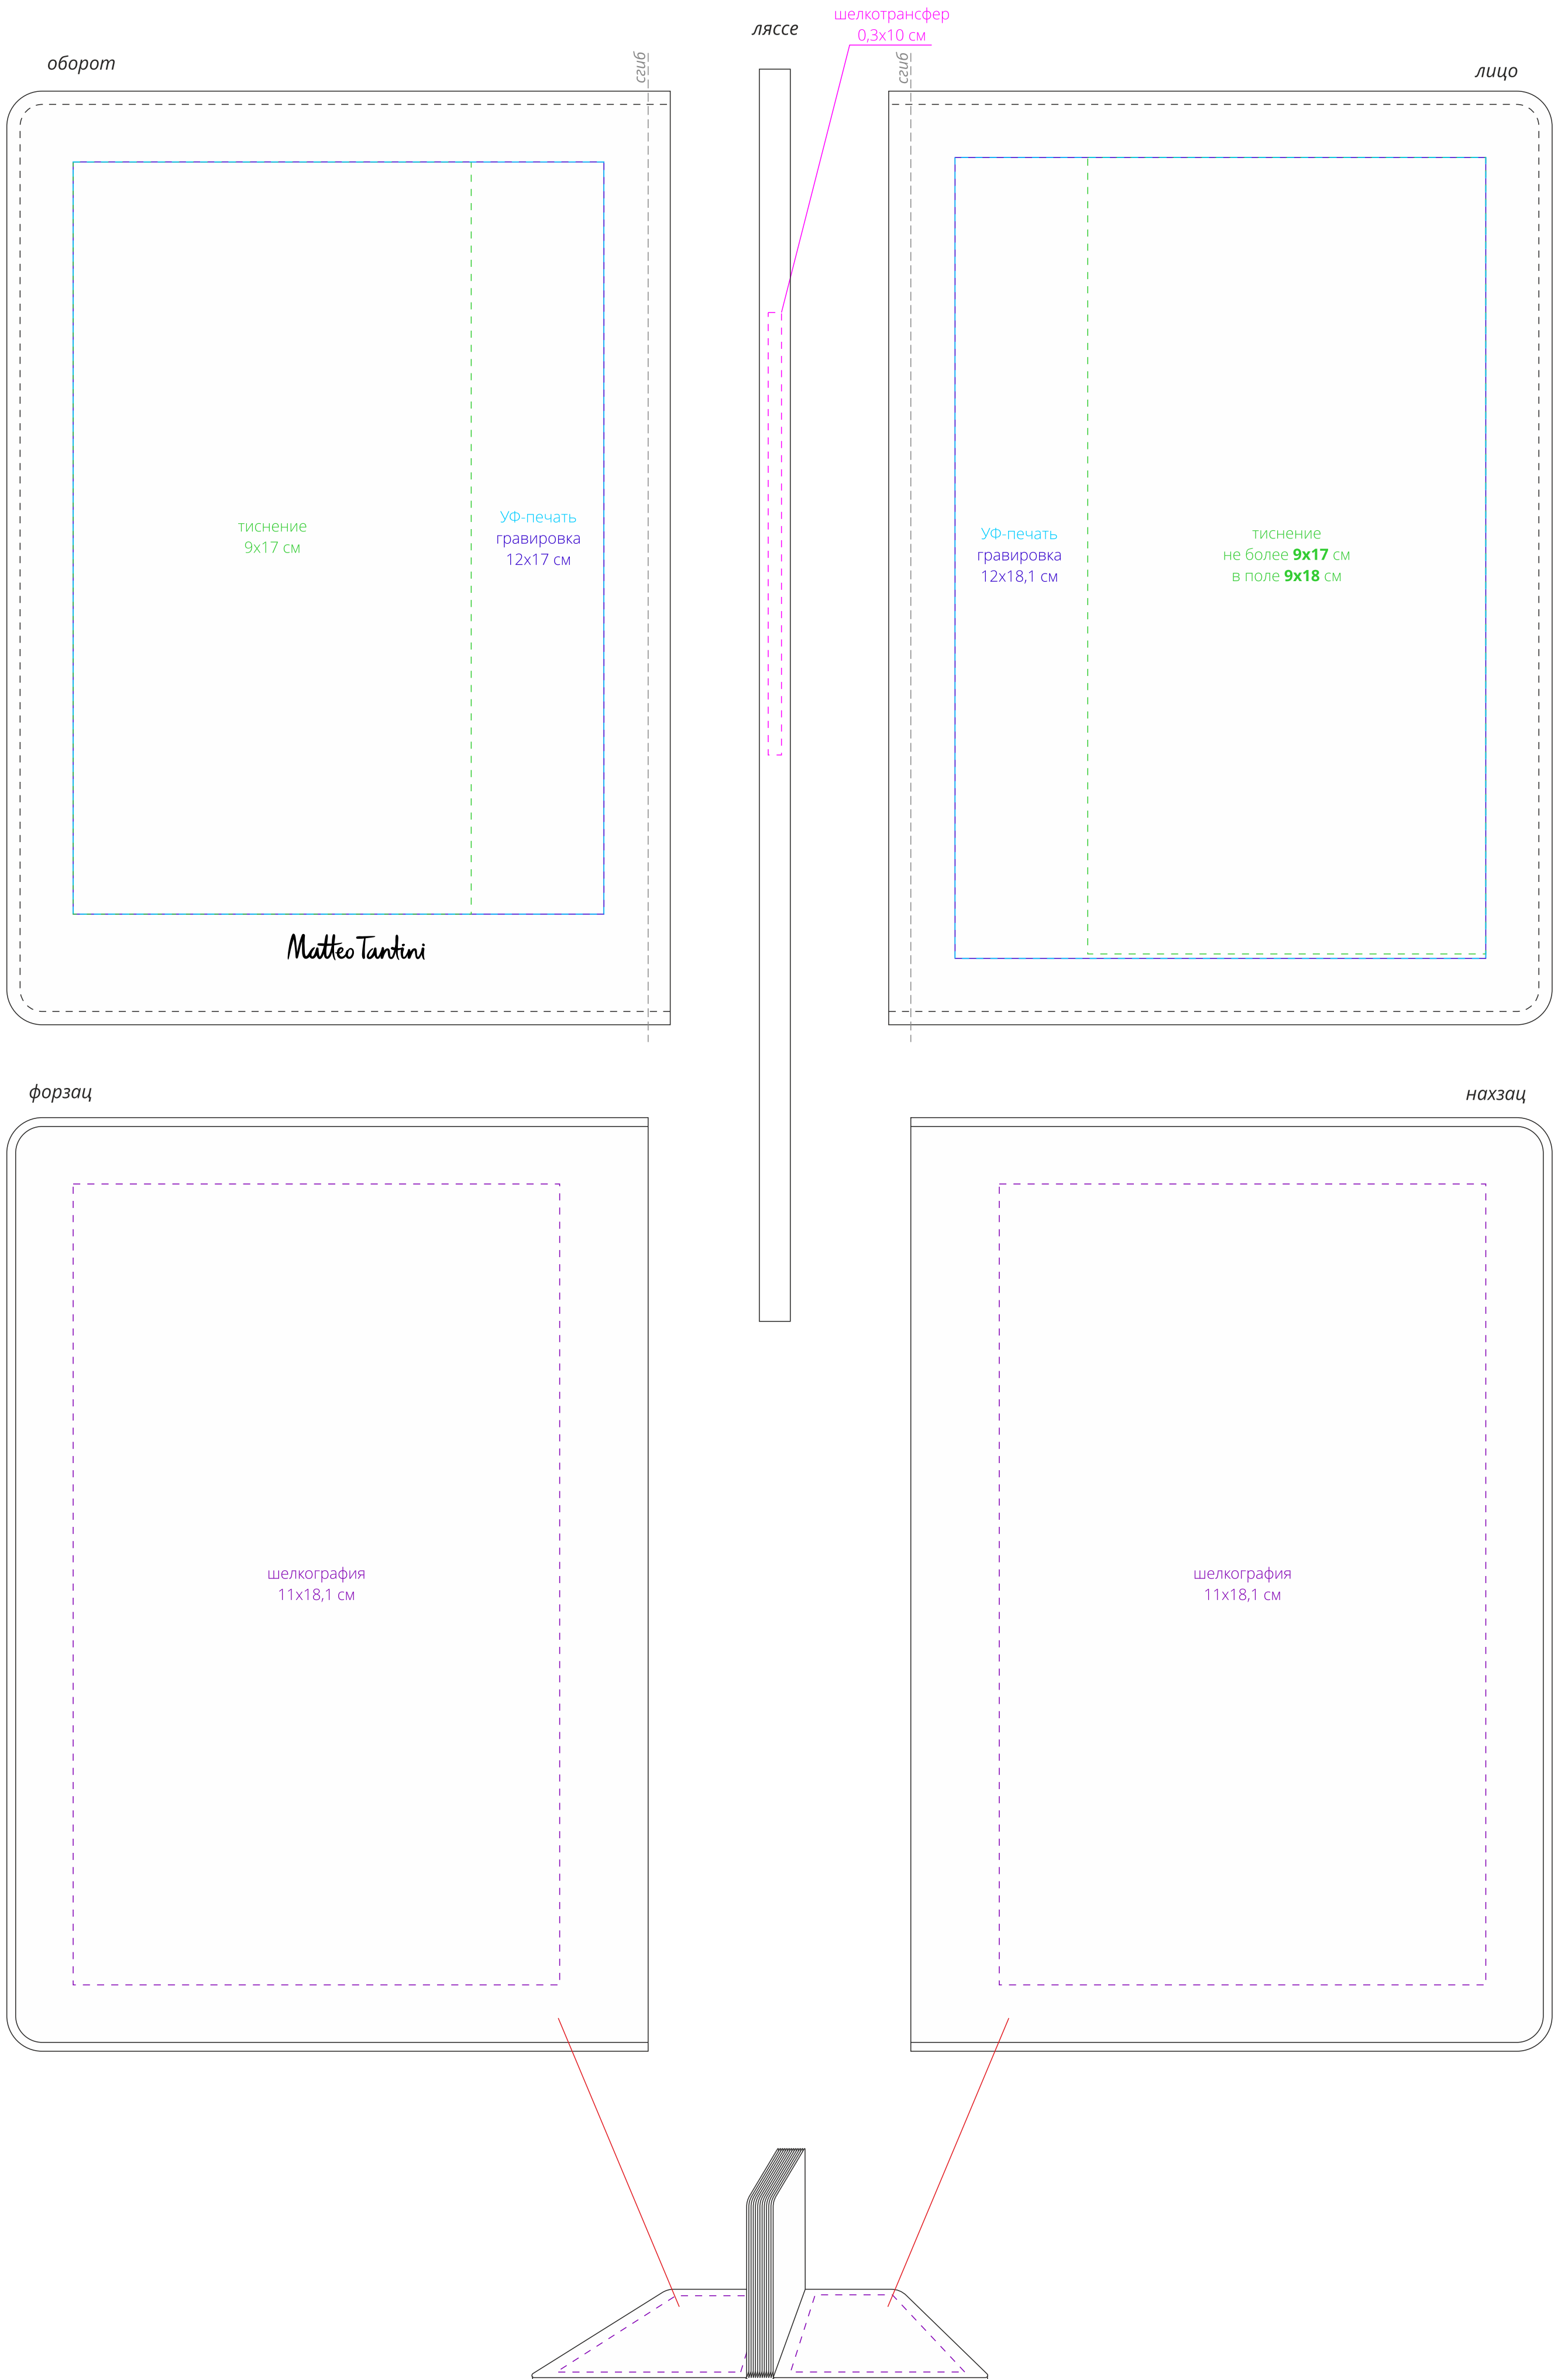 шелкотрансфер
0,3х10 см
ляссе
оборот
сгиб
сгиб
лицо
тиснение
9х17 см
УФ-печать
гравировка
12х17 см
УФ-печать
гравировка
12х18,1 см
тиснение
не более 9х17 см
в поле 9х18 см
Matteo Tantini
форзац
нахзац
шелкография
11х18,1 см
шелкография
11х18,1 см